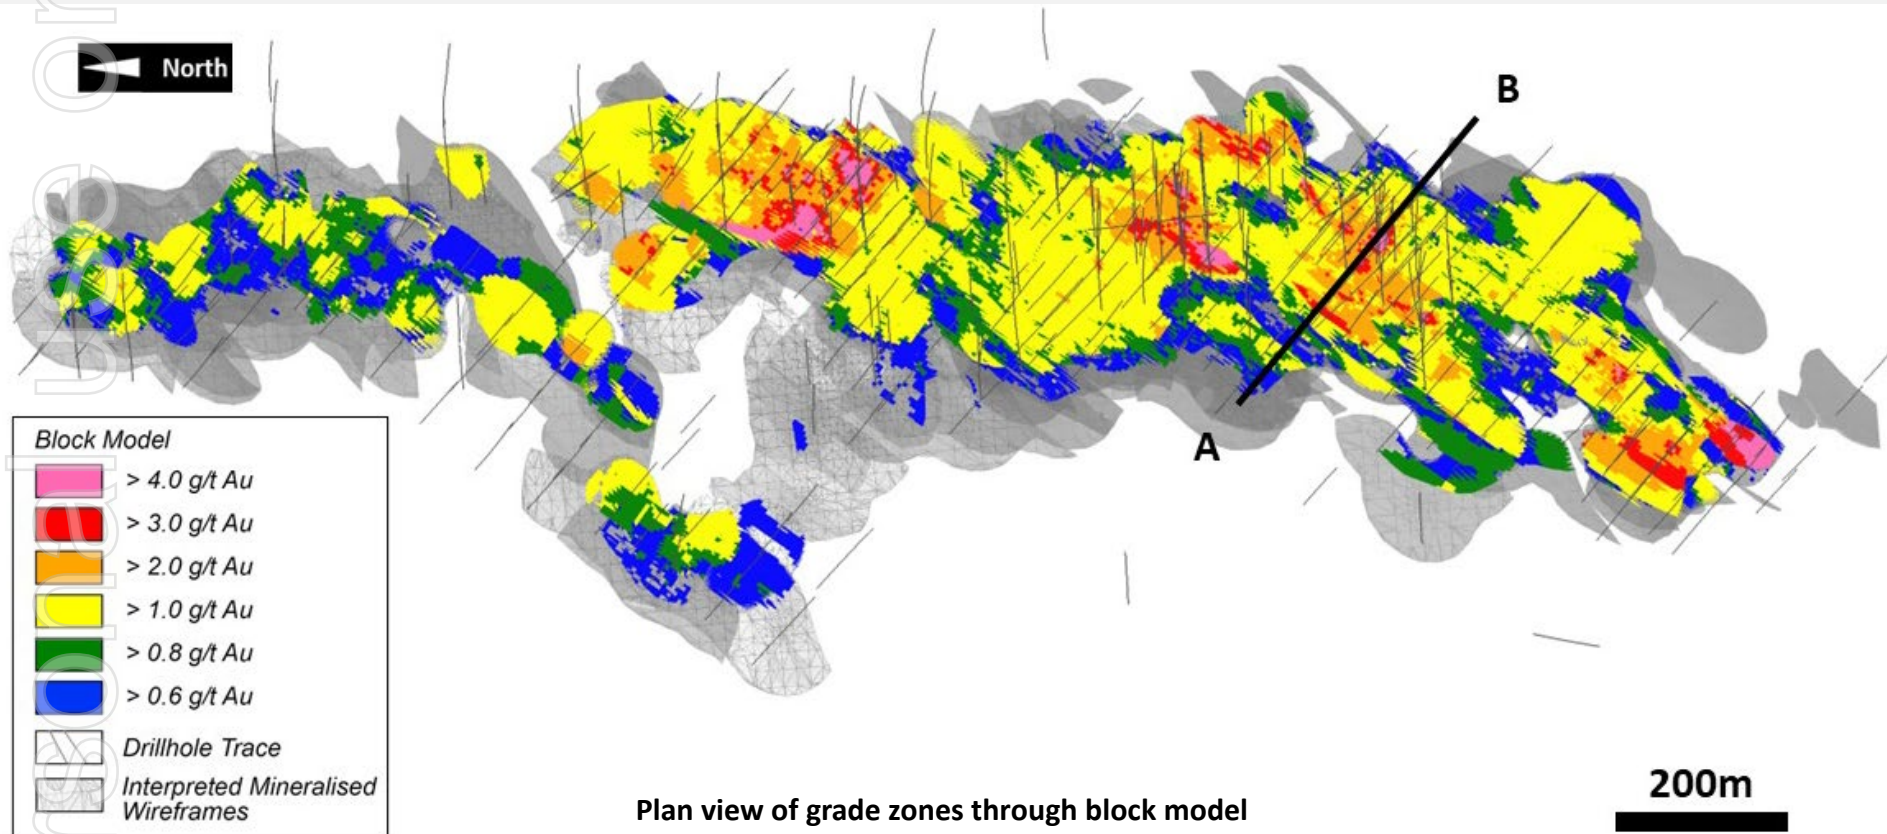 North
B
A
Block Model
> 4.0 g/t Au
> 3.0 g/t Au
> 2.0 g/t Au
> 1.0 g/t Au
> 0.8 g/t Au
> 0.6 g/t Au
Drillhole Trace
Interpreted Mineralised
Wireframes
Plan view of grade zones through block model
200m